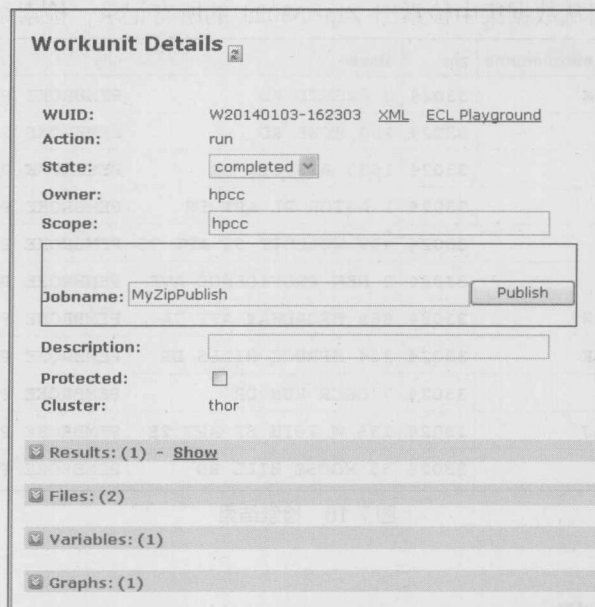 Workunit Details
WUID: W20140103-162303 XML ECL Playground
Action: run
State: completed
Owner: hpcc
Scope: hpcc
Jobname: MyZipPublish Publish
Description:
Protected:
Cluster: thor
Results: (1) - Show
Files: (2)
Variables: (1)
Graphs: (1)